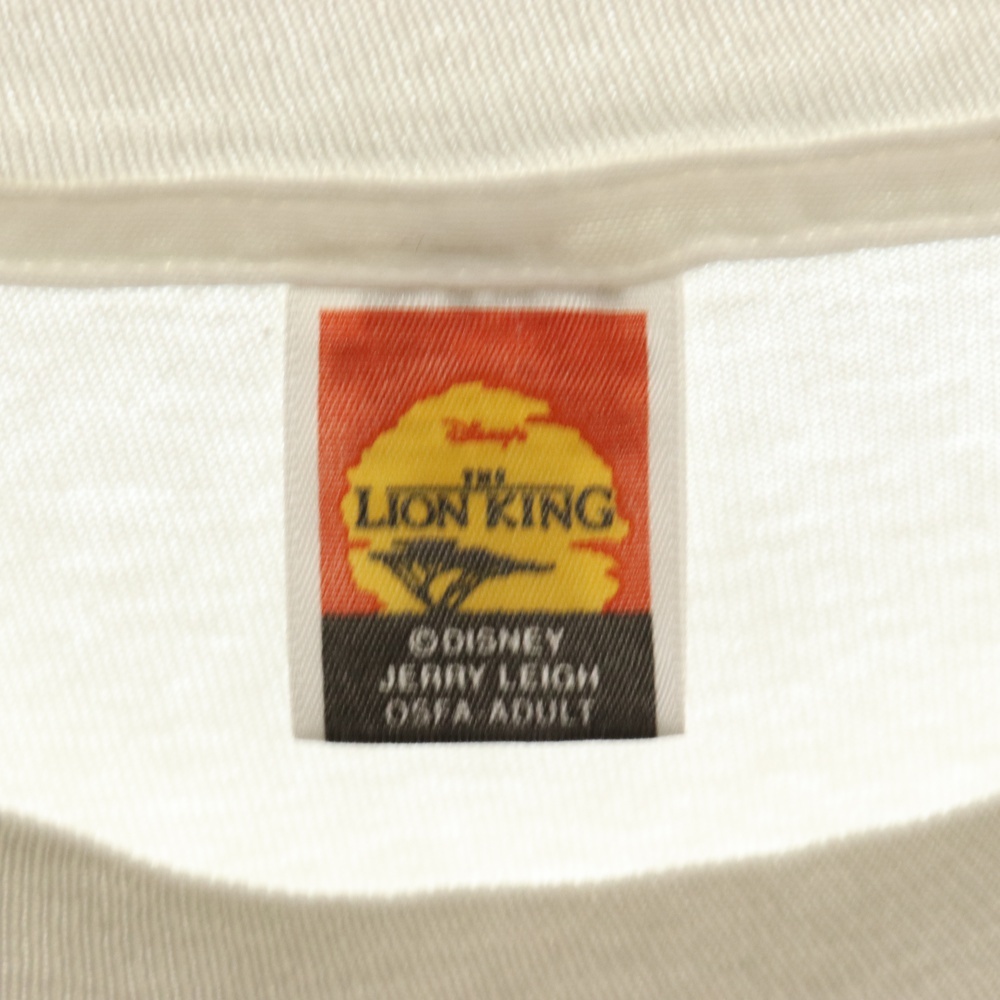 Disney's
THE
LION KING
©DISNEY
JERRY LEIGH
OSFA-ADULT